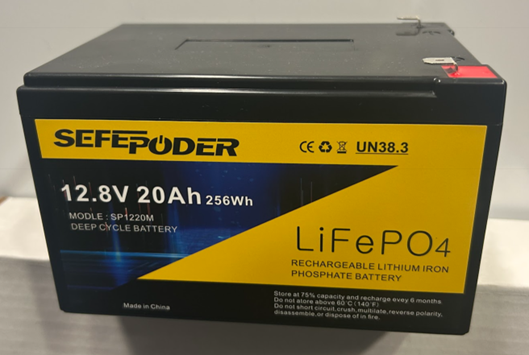 SEFEPODER
CE UN38.3
12.8V 20Ah 256Wh
MODLE : SP1220M
DEEP CYCLE BATTERY
LiFePO4
RECHARGEABLE LITHIUM IRON
PHOSPHATE BATTERY
Store at 75% capacity and recharge evey 6 months.
Do not store above 60°C (140°F)
Do not short circuit,crush,multilate,reverse polarity,
disassemble,or dispose of in fire.
Made in China